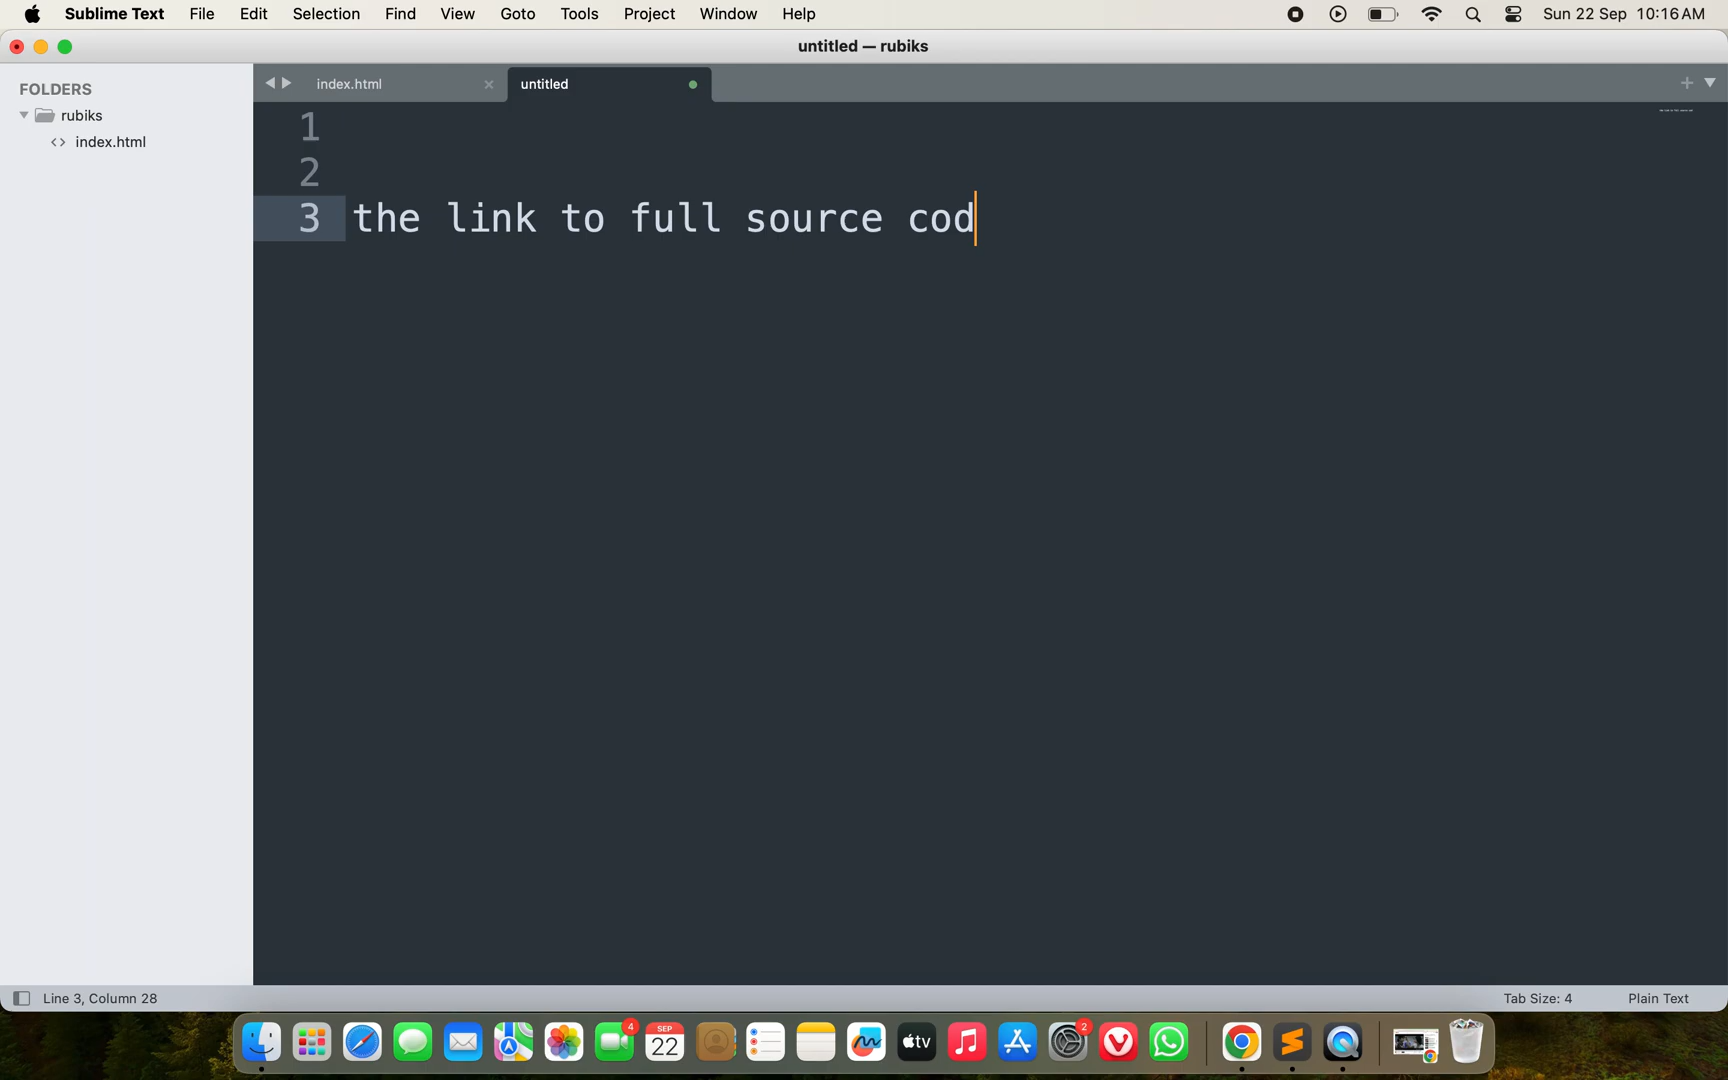 Sublime Text File Edit Selection Find View Goto Tools Project Window Help Sun 22 Sep 10:16 AM
untitled — rubiks
FOLDERS
rubiks
index.html
index.html untitled
1
2
3 the link to full source cod
Line 3, Column 28 Tab Size: 4 Plain Text
4
SEP
22
tv
2